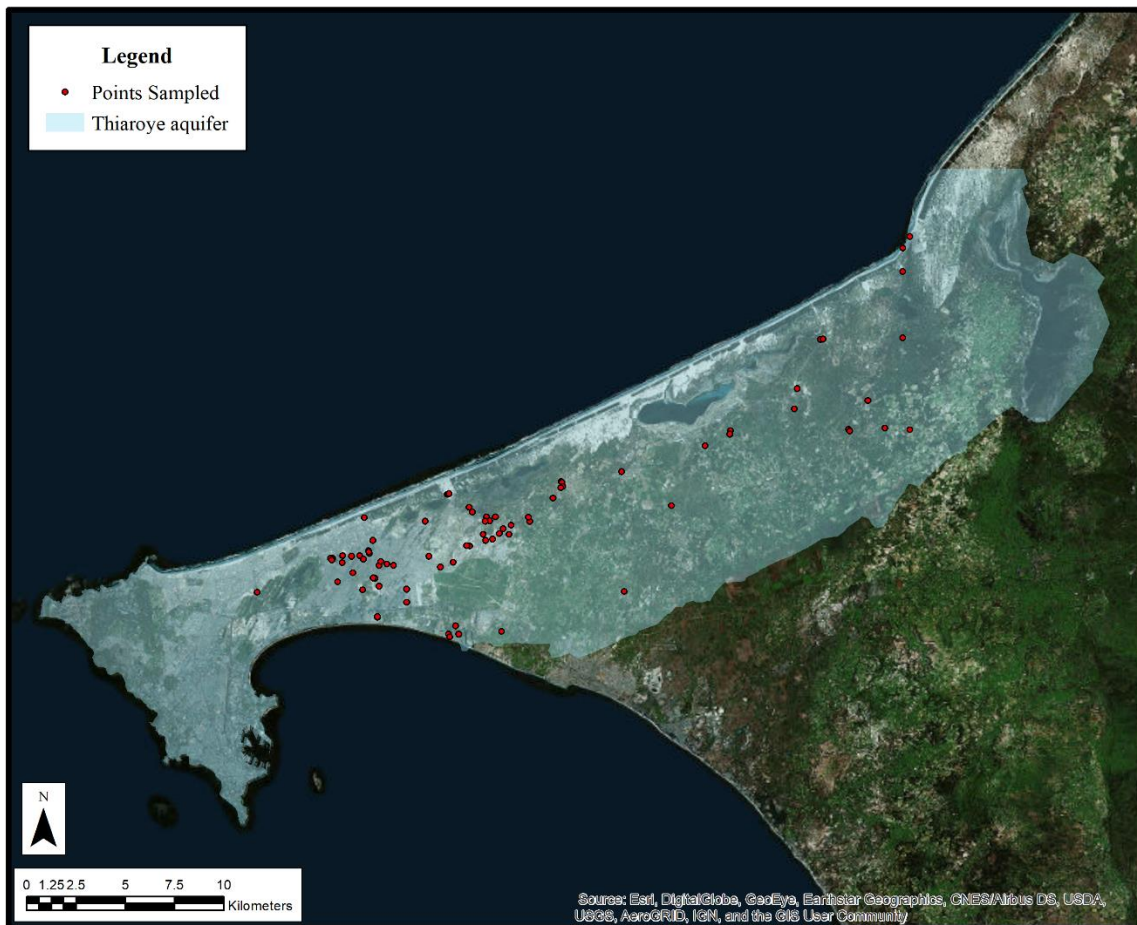 Legend
Points Sampled
Thiaroye aquifer
N
0 1.25 2.5 5 7.5 10
Kilometers
Source: Esri, DigitalGlobe, GeoEye, Earthstar Geographics, CNES/Airbus DS, USDA,
USGS, AeroGRID, IGN, and the GIS User Community